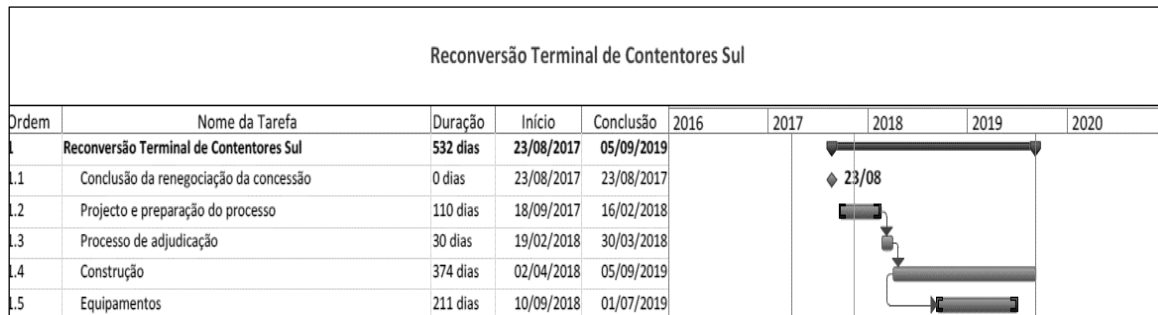 Reconversão Terminal de Contentores Sul
Ordem Nome da Tarefa Duração Início Conclusão 2016 2017 2018 2019 2020
1 Reconversão Terminal de Contentores Sul 532 dias 23/08/2017 05/09/2019
1.1 Conclusão da renegociação da concessão 0 dias 23/08/2017 23/08/2017 23/08
1.2 Projecto e preparação do processo 110 dias 18/09/2017 16/02/2018
1.3 Processo de adjudicação 30 dias 19/02/2018 30/03/2018
1.4 Construção 374 dias 02/04/2018 05/09/2019
1.5 Equipamentos 211 dias 10/09/2018 01/07/2019